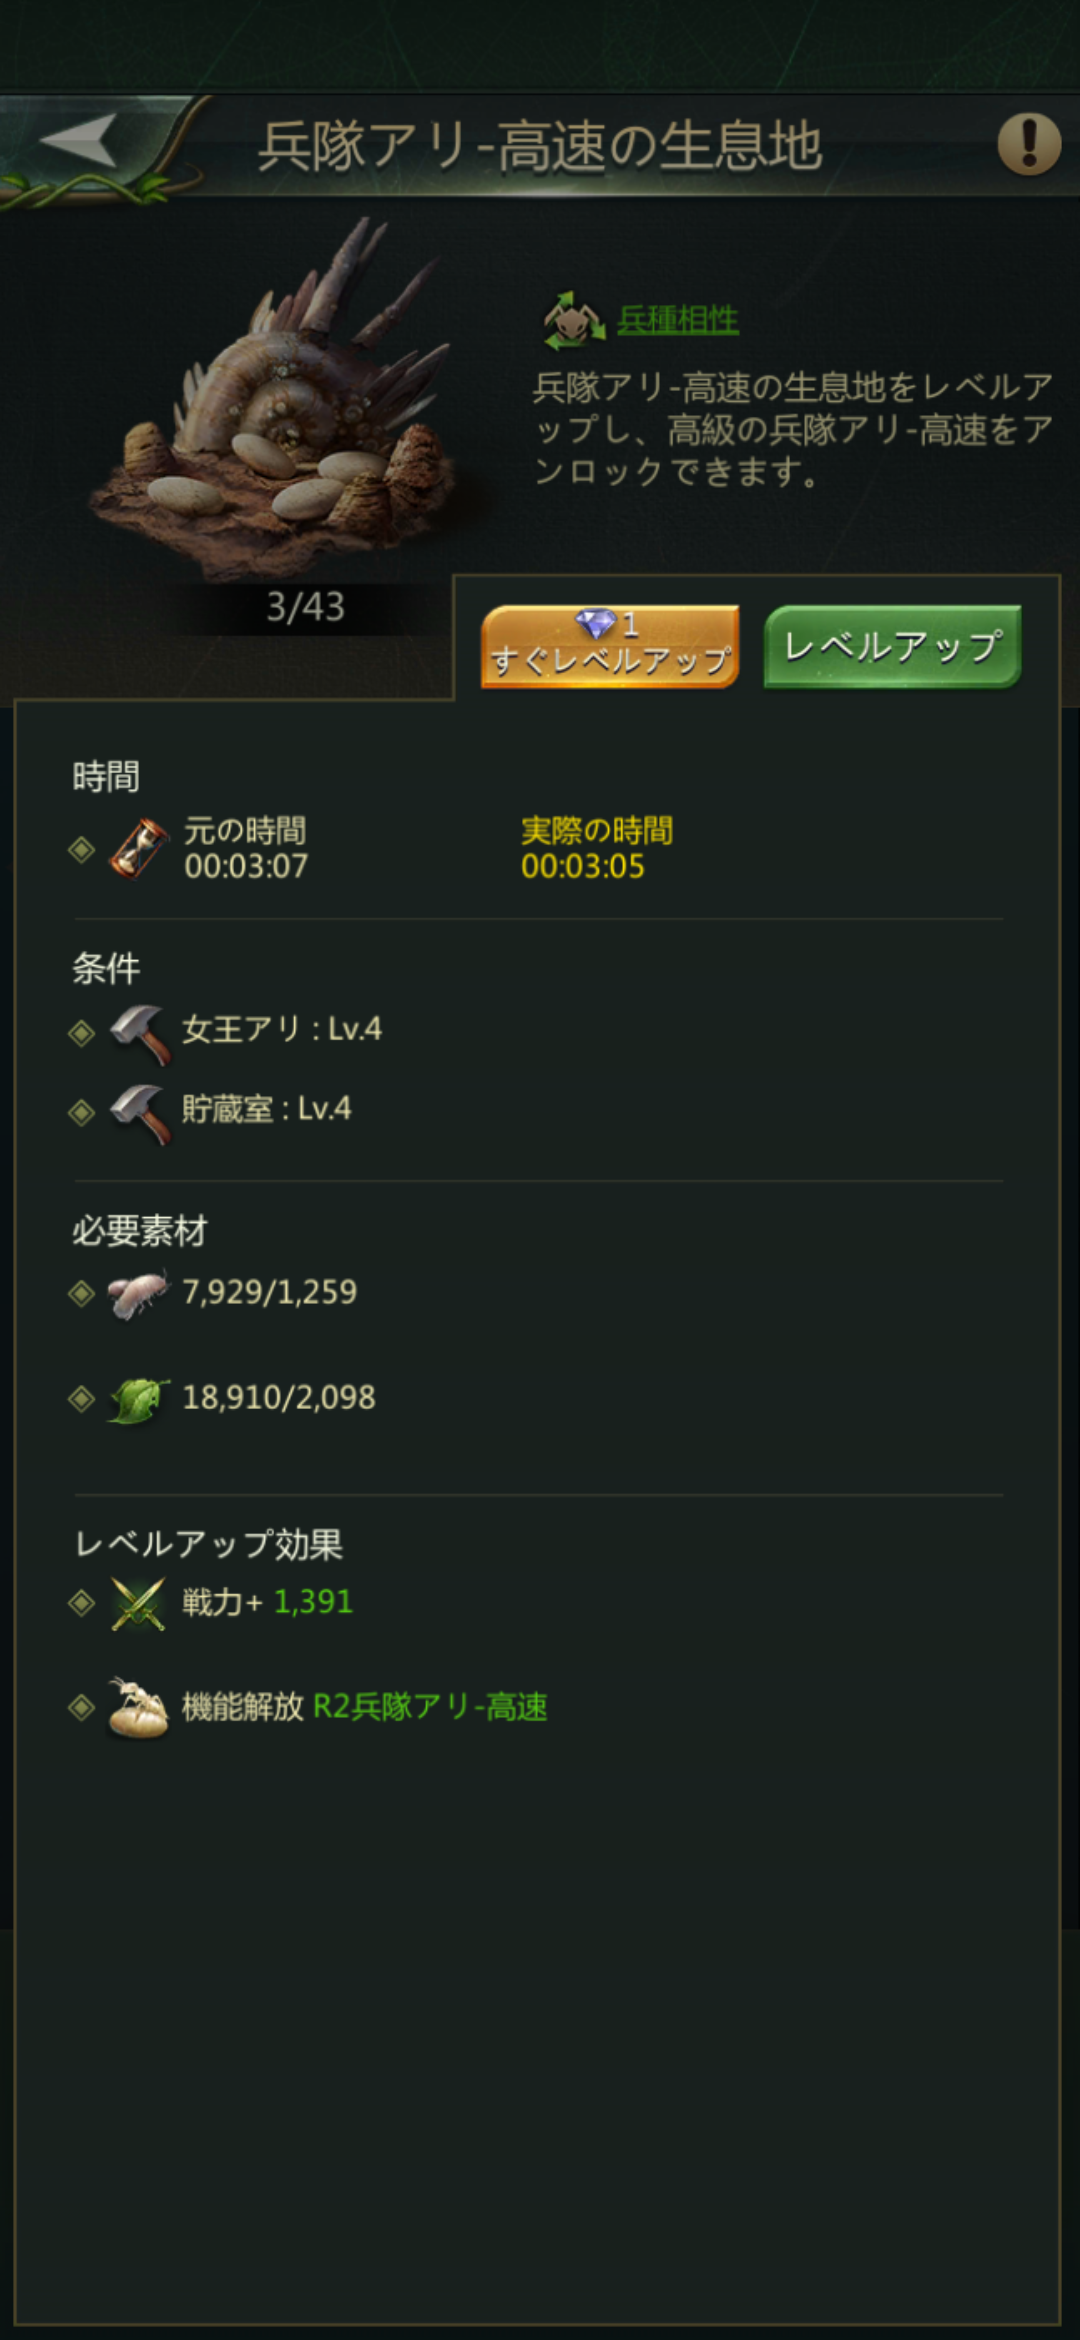 兵隊アリ-高速の生息地
兵種相性
兵隊アリ-高速の生息地をレベルア
ップし、高級の兵隊アリ-高速をア
ンロックできます。
3/43
1
すぐレベルアップ
レベルアップ
時間
元の時間 実際の時間
00:03:07 00:03:05
条件
女王アリ : Lv.4
貯蔵室 : Lv.4
必要素材
7,929/1,259
18,910/2,098
レベルアップ効果
戦力+ 1,391
機能解放 R2兵隊アリ-高速